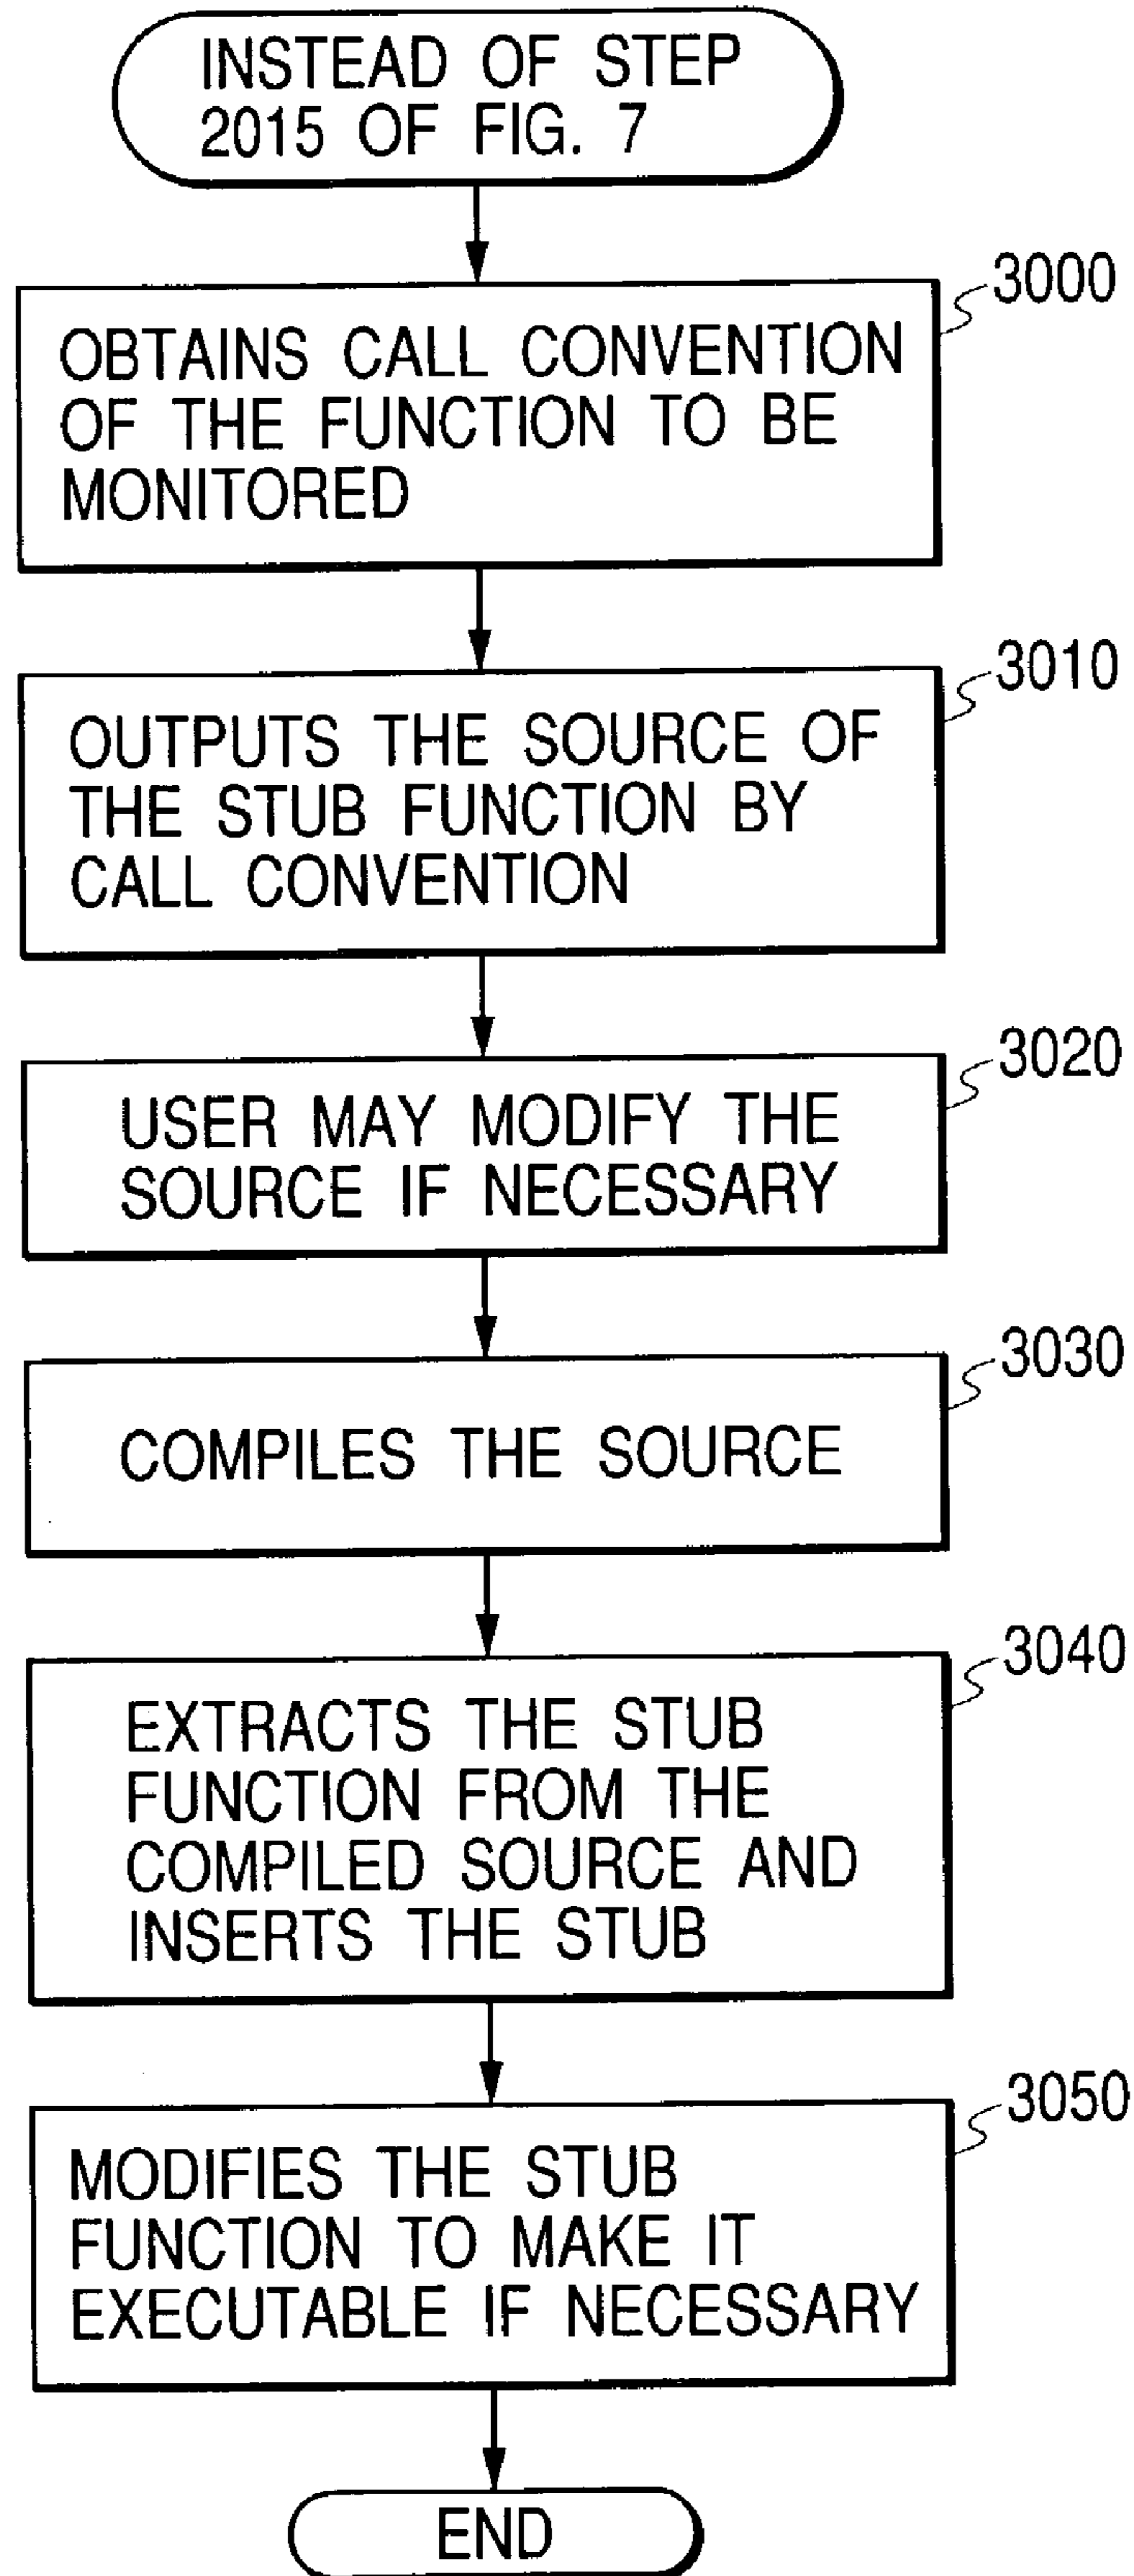 INSTEAD OF STEP
2015 OF FIG. 7
3000
OBTAINS CALL CONVENTION
OF THE FUNCTION TO BE
MONITORED
3010
OUTPUTS THE SOURCE OF
THE STUB FUNCTION BY
CALL CONVENTION
3020
USER MAY MODIFY THE
SOURCE IF NECESSARY
3030
COMPILES THE SOURCE
3040
EXTRACTS THE STUB
FUNCTION FROM THE
COMPILED SOURCE AND
INSERTS THE STUB
3050
MODIFIES THE STUB
FUNCTION TO MAKE IT
EXECUTABLE IF NECESSARY
END